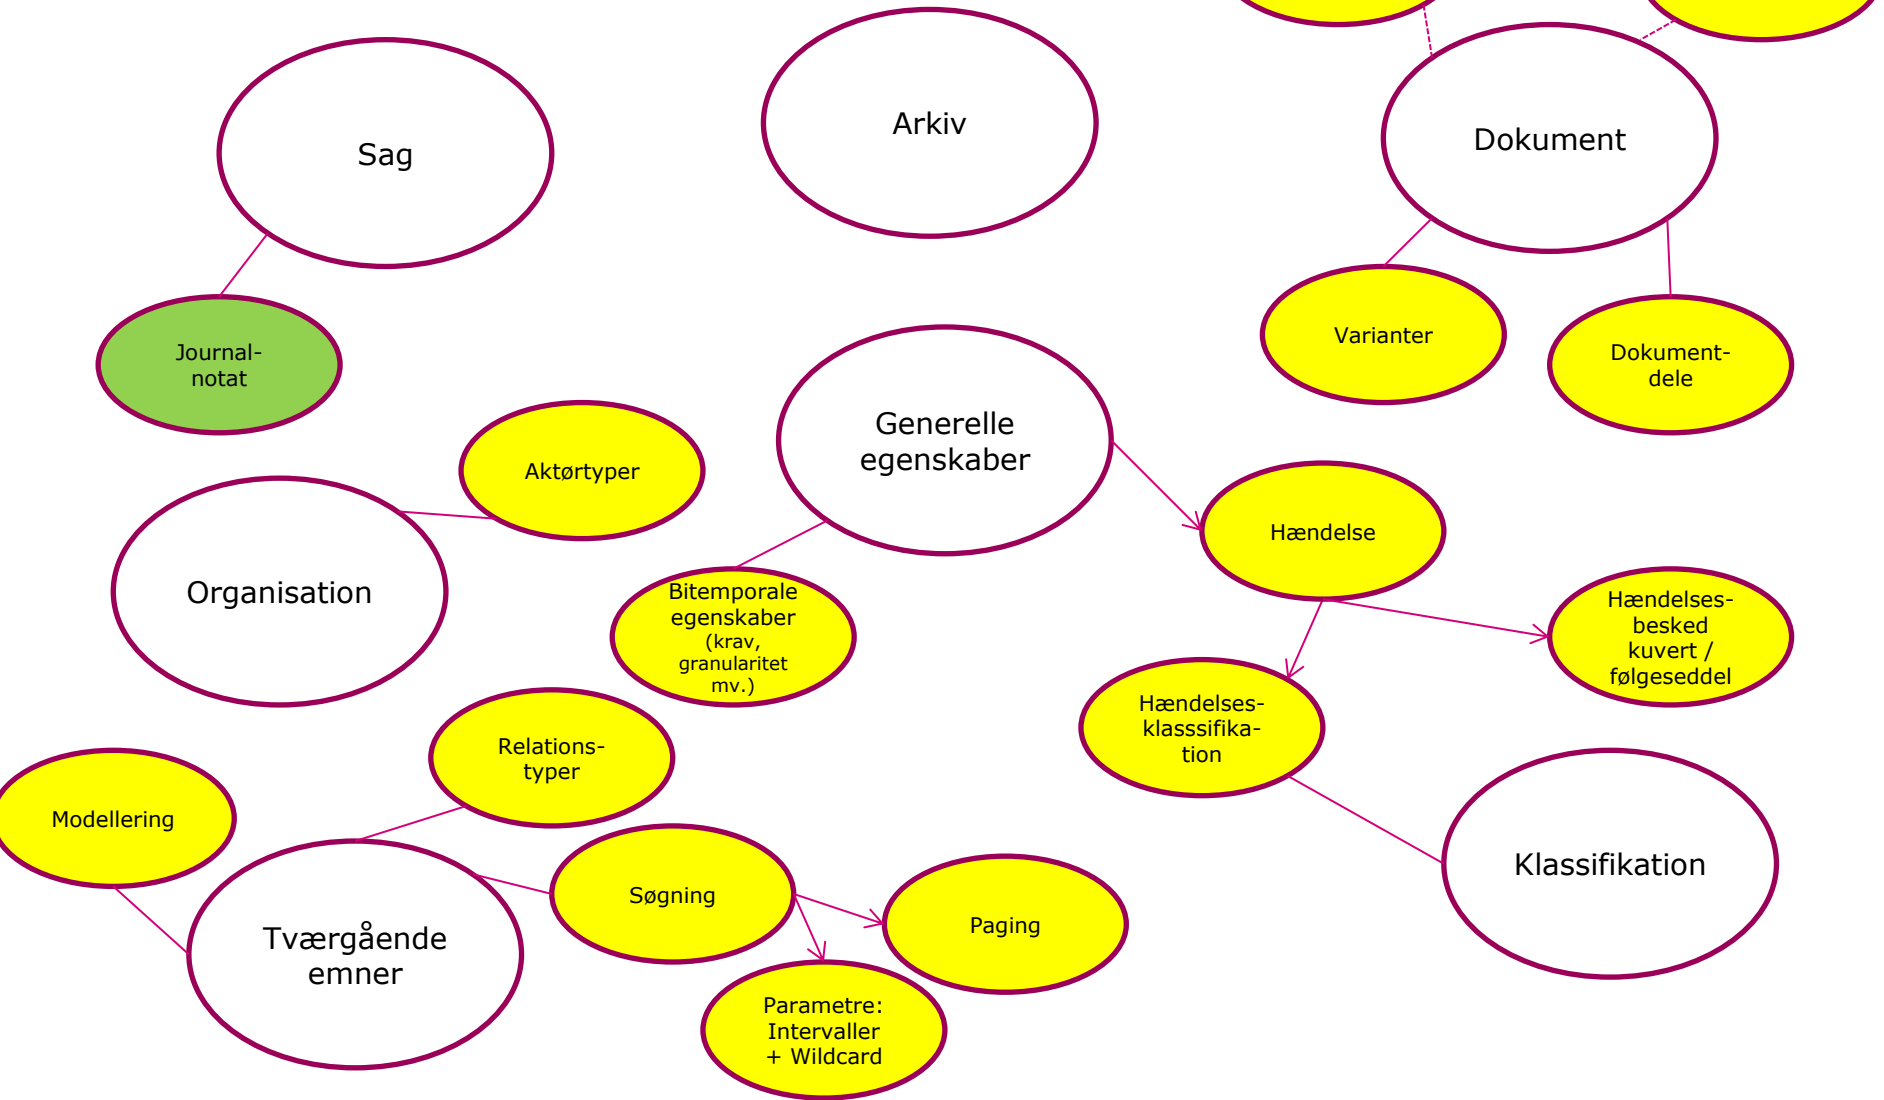 Sag
Arkiv
Dokument
Journal-
notat
Varianter
Dokument-
dele
Aktørtyper
Generelle
egenskaber
Hændelse
Organisation
Bitemporale
egenskaber
(krav,
granularitet
mv.)
Hændelses-
besked
kuvert /
følgeseddel
Hændelses-
klasssifika-
tion
Relations-
typer
Modellering
Klassifikation
Søgning
Paging
Tværgående
emner
Parametre:
Intervaller
+ Wildcard